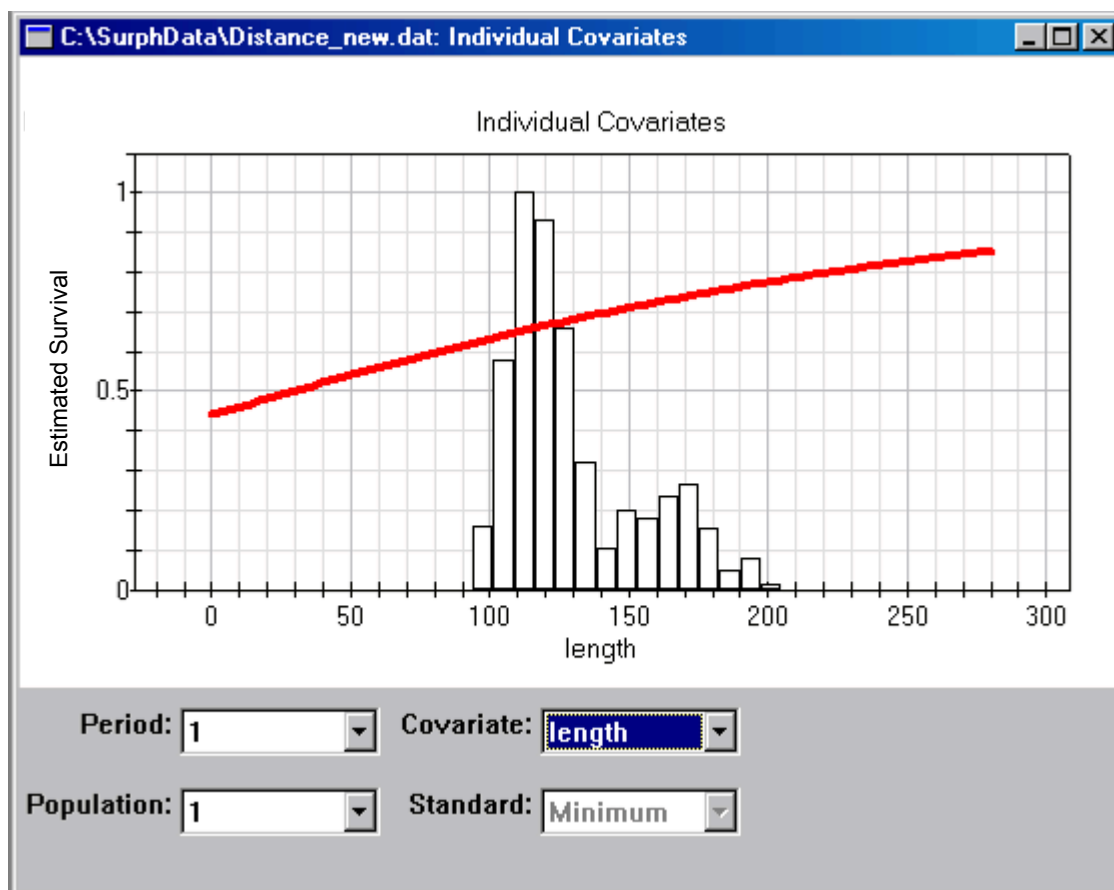 C:\SurphData\Distance_new.dat: Individual Covariates
Individual Covariates
Estimated Survival
1
0.5
0
0 50 100 150 200 250 300
length
Period: 1 Covariate: length
Population: 1 Standard: Minimum